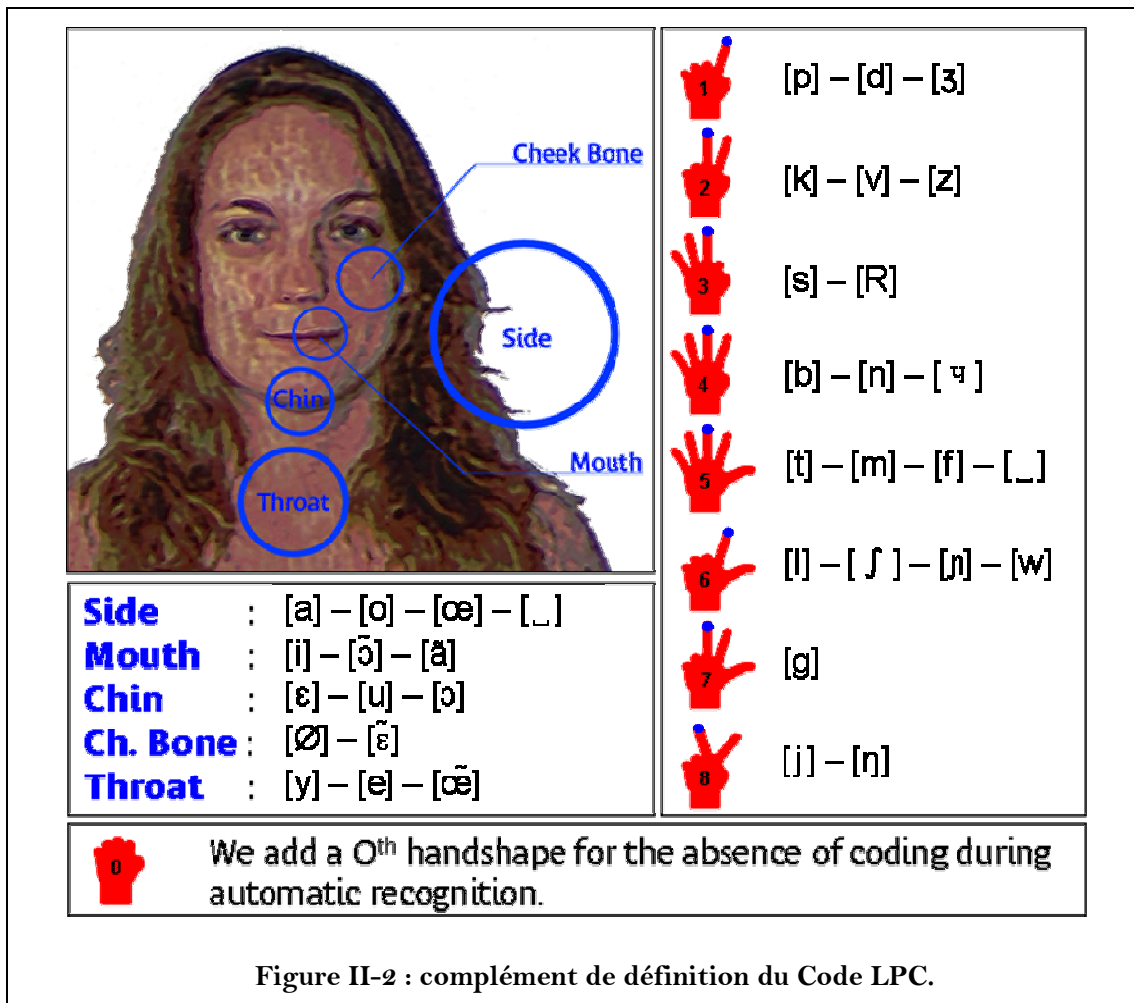 Cheek Bone
Side
Chin
Mouth
Throat
Side : [a] – [o] – [œ] – [_]
Mouth : [i] – [ɔ̃] – [ã]
Chin : [ε] – [u] – [ɔ]
Ch. Bone : [Ø] – [ε̃]
Throat : [y] – [e] – [œ̃]
1 [p] – [d] – [ʒ]
2 [k] – [v] – [z]
3 [s] – [R]
4 [b] – [n] – [ɥ]
5 [t] – [m] – [f] – [_]
6 [l] – [ʃ] – [ɲ] – [w]
7 [g]
8 [j] – [ŋ]
0 We add a 0th handshape for the absence of coding during
automatic recognition.
Figure II-2 : complément de définition du Code LPC.